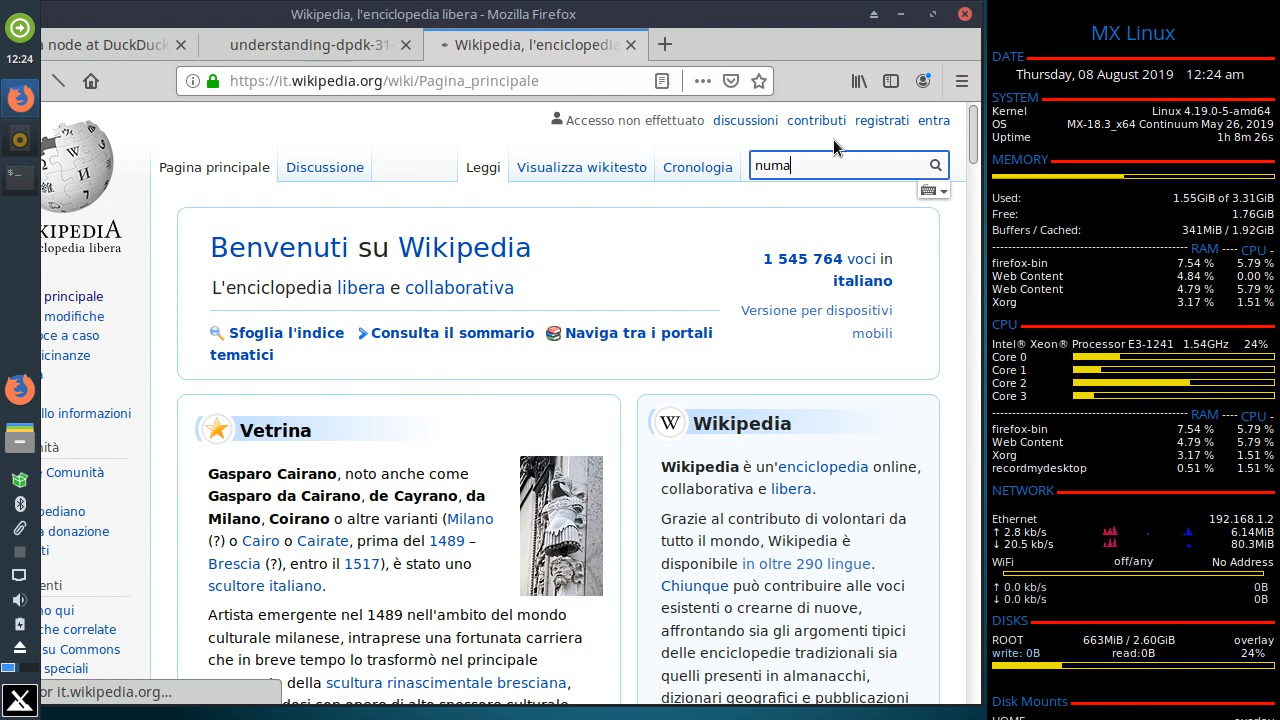 Wikipedia, l'enciclopedia libera - Mozilla Firefox
12:24
a node at DuckDuck
understanding-dpdk-31-
Wikipedia, l'enciclopedia
https://it.wikipedia.org/wiki/Pagina_principale
Accesso non effettuato discussioni contributi registrati entra
Pagina principale Discussione Leggi Visualizza wikitesto Cronologia numa
KIPEDIA
clopedia libera
principale
modifiche
oce a caso
icinanze
llo informazioni
nità
Comunità
pediano
a donazione
ti
enti
no qui
che correlate
su Commons
speciali
or it.wikipedia.org...
Benvenuti su Wikipedia
L'enciclopedia libera e collaborativa
1 545 764 voci in
italiano
Versione per dispositivi
mobili
Sfoglia l'indice Consulta il sommario Naviga tra i portali
tematici
Vetrina
Gasparo Cairano, noto anche come
Gasparo da Cairano, de Cayrano, da
Milano, Coirano o altre varianti (Milano
(?) o Cairo o Cairate, prima del 1489 –
Brescia (?), entro il 1517), è stato uno
scultore italiano.
Artista emergente nel 1489 nell'ambito del mondo
culturale milanese, intraprese una fortunata carriera
che in breve tempo lo trasformò nel principale
della scultura rinascimentale bresciana,
Wikipedia
Wikipedia è un'enciclopedia online,
collaborativa e libera.
Grazie al contributo di volontari da
tutto il mondo, Wikipedia è
disponibile in oltre 290 lingue.
Chiunque può contribuire alle voci
esistenti o crearne di nuove,
affrontando sia gli argomenti tipici
delle enciclopedie tradizionali sia
quelli presenti in almanacchi,
dizionari geografici e pubblicazioni
MX Linux
DATE
Thursday, 08 August 2019 12:24 am
SYSTEM
Kernel Linux 4.19.0-5-amd64
OS MX-18.3_x64 Continuum May 26, 2019
Uptime 1h 8m 26s
MEMORY
Used: 1.55GiB of 3.31GiB
Free: 1.76GiB
Buffers / Cached: 341MiB / 1.92GiB
RAM ---- CPU -
firefox-bin 7.54 % 5.79 %
Web Content 4.84 % 0.00 %
Web Content 4.79 % 5.79 %
Xorg 3.17 % 1.51 %
CPU
Intel® Xeon® Processor E3-1241 1.54GHz 24%
Core 0
Core 1
Core 2
Core 3
RAM ---- CPU -
firefox-bin 7.54 % 5.79 %
Web Content 4.79 % 5.79 %
Xorg 3.17 % 1.51 %
recordmydesktop 0.51 % 1.51 %
NETWORK
Ethernet 192.168.1.2
↑ 2.8 kb/s 6.14MiB
↓ 20.5 kb/s 80.3MiB
WiFi off/any No Address
↑ 0.0 kb/s 0B
↓ 0.0 kb/s 0B
DISKS
ROOT 663MiB / 2.60GiB overlay
write: 0B read:0B 24%
Disk Mounts